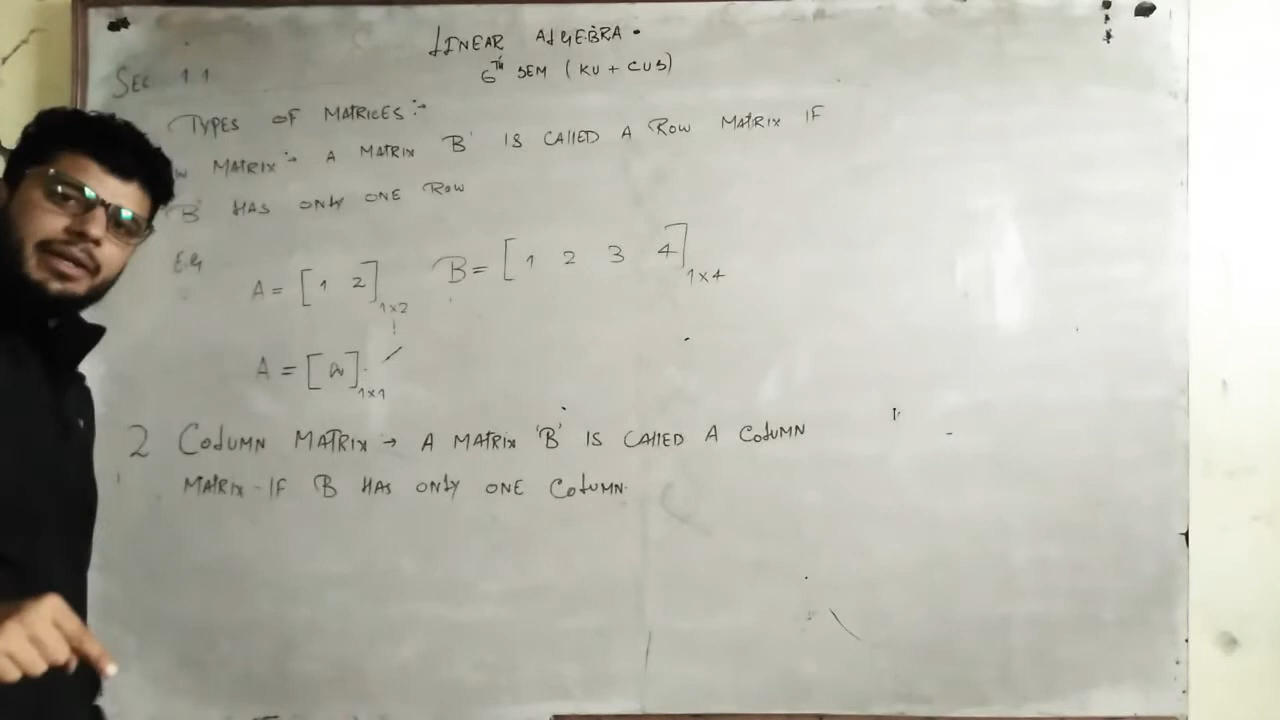 LINEAR ALGEBRA.
6TH SEM (KU + CUS)
SEC 1 1
TYPES OF MATRICES:-
W MATRIX:- A MATRIX B' IS CALLED A ROW MATRIX IF
B' HAS ONLY ONE ROW
E.G
A = [1 2]1×2 B = [1 2 3 4]1×4
A = [a]1×1
2 COLUMN MATRIX → A MATRIX 'B' IS CALLED A COLUMN
MATRIX - IF B HAS ONLY ONE COLUMN.